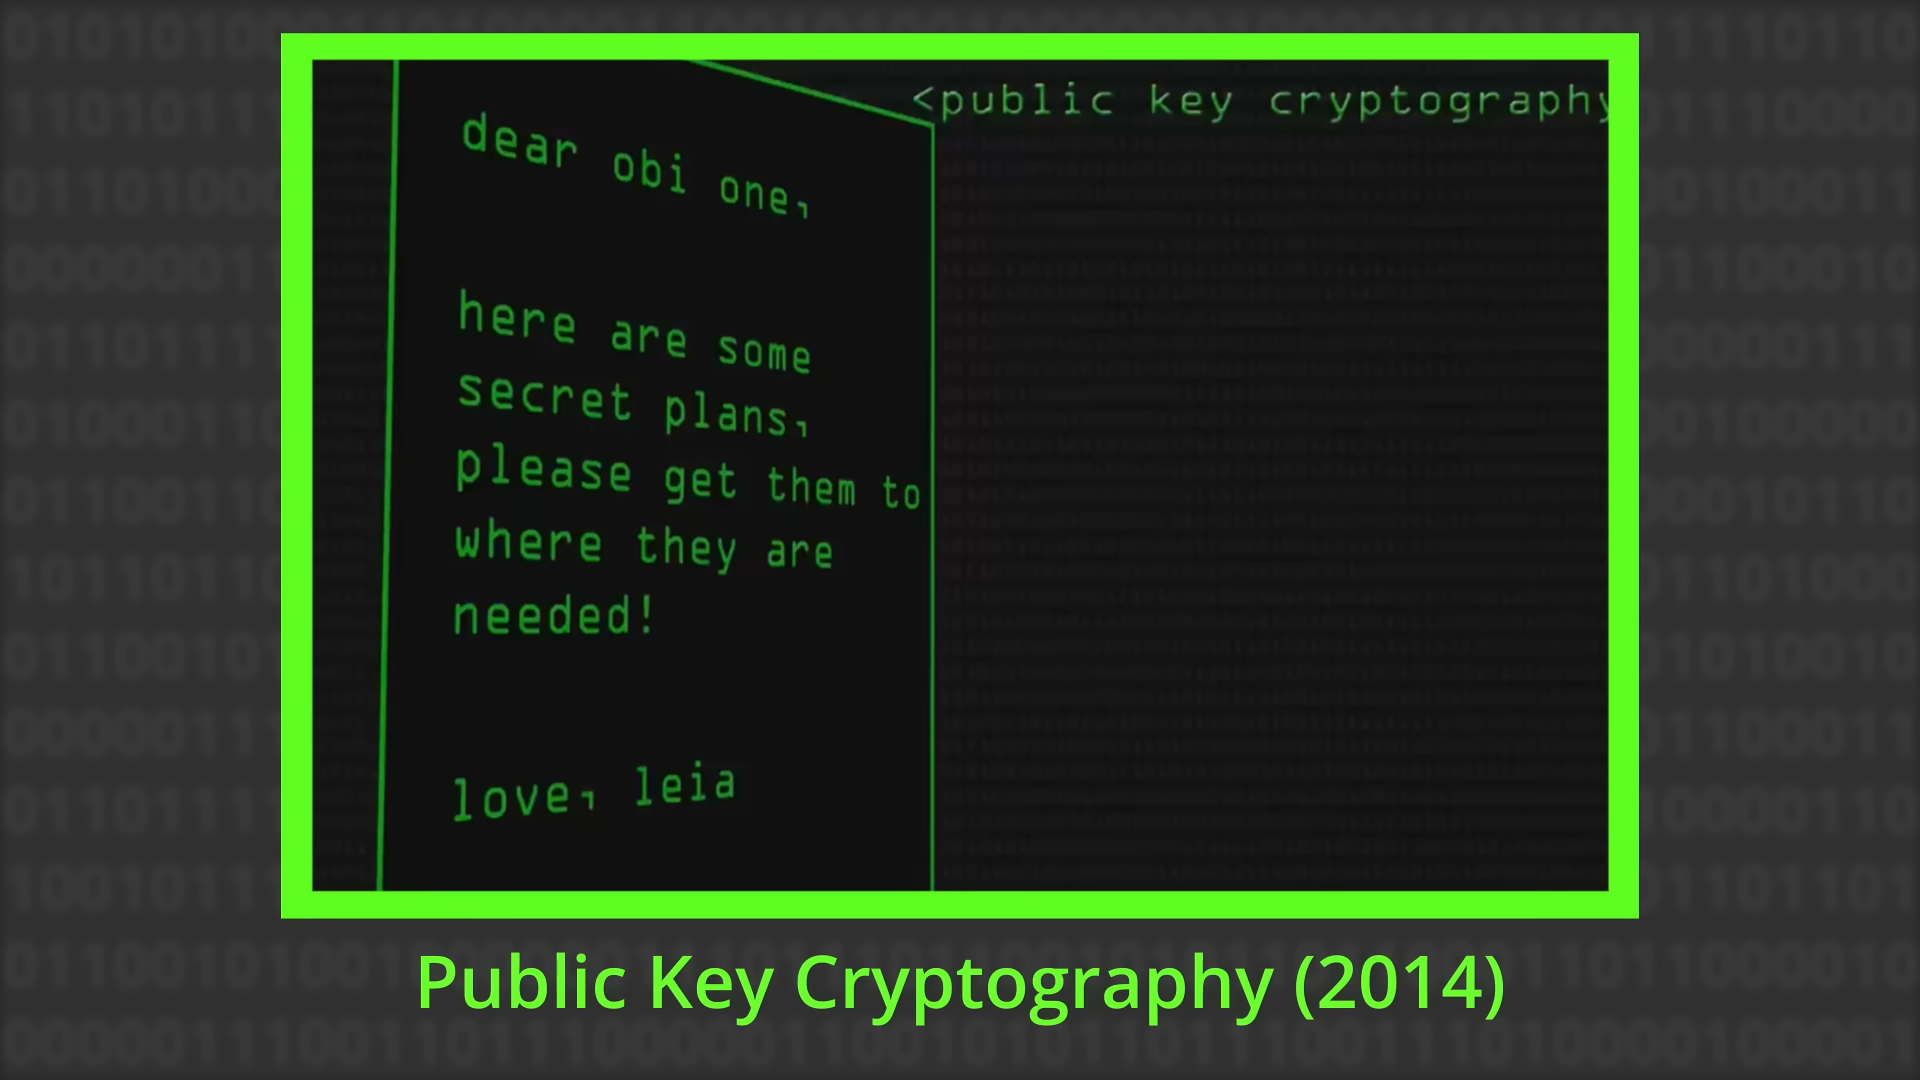 <public key cryptography
dear obi one,
here are some
secret plans,
please get them to
where they are
needed!
love, leia
Public Key Cryptography (2014)